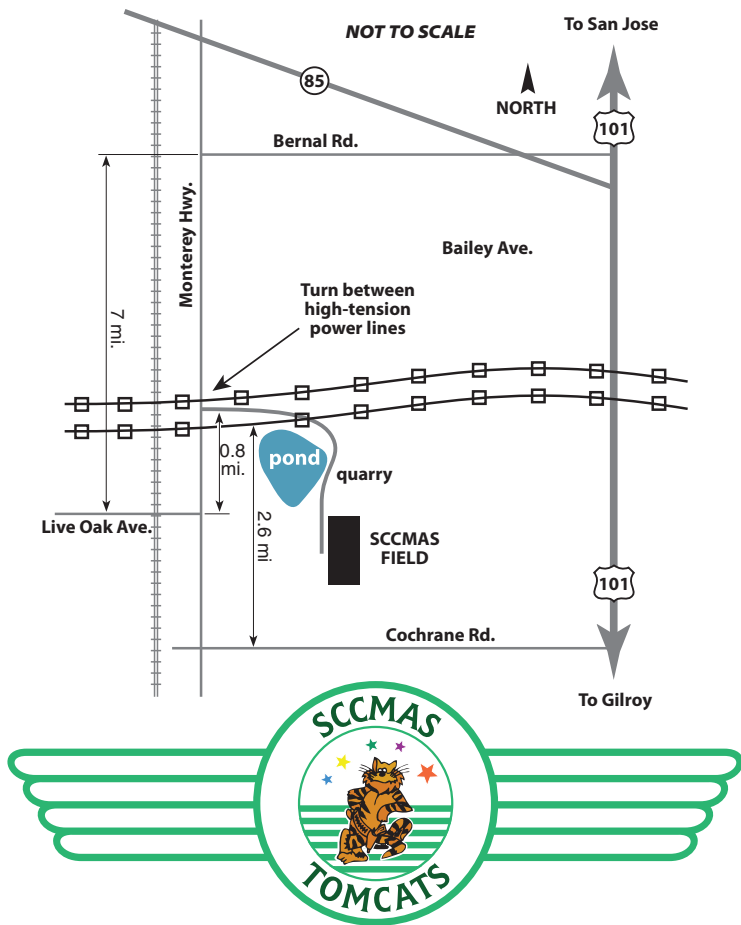 NOT TO SCALE
To San Jose
85
NORTH
101
Bernal Rd.
Monterey Hwy.
Bailey Ave.
7 mi.
Turn between
high-tension
power lines
0.8
mi.
pond
quarry
Live Oak Ave.
2.6 mi
SCCMAS
FIELD
101
Cochrane Rd.
To Gilroy
SCCMAS
TOMCATS